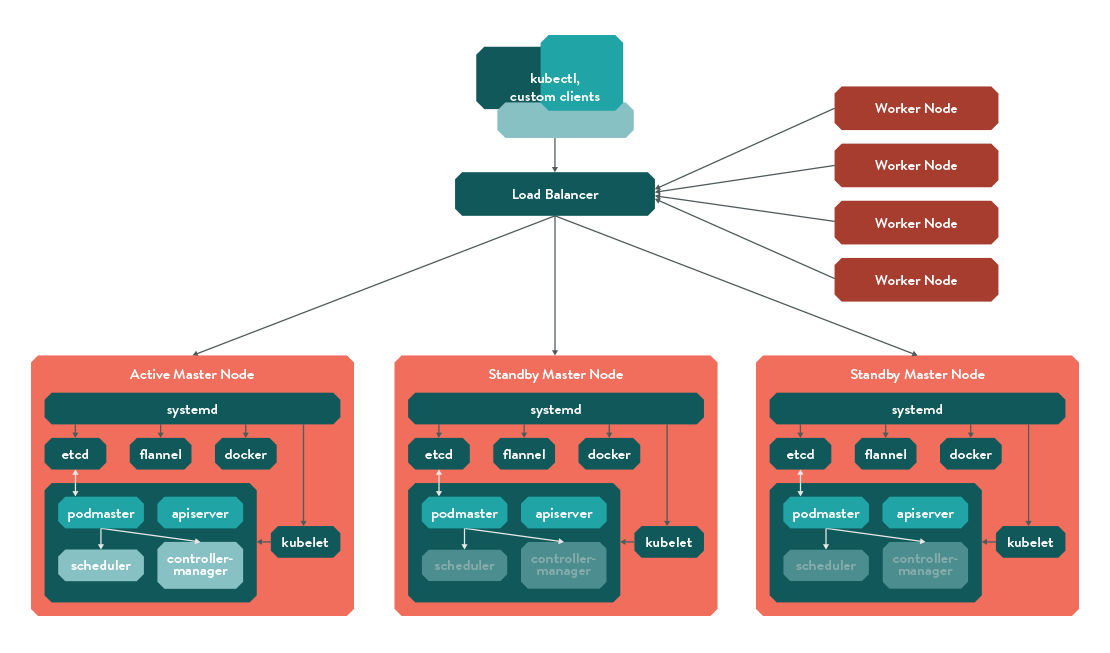 kubectl,
custom clients
Load Balancer
Worker Node
Worker Node
Worker Node
Worker Node
Active Master Node
systemd
etcd
flannel
docker
podmaster
apiserver
scheduler
controller-
manager
kubelet
Standby Master Node
systemd
etcd
flannel
docker
podmaster
apiserver
scheduler
controller-
manager
kubelet
Standby Master Node
systemd
etcd
flannel
docker
podmaster
apiserver
scheduler
controller-
manager
kubelet